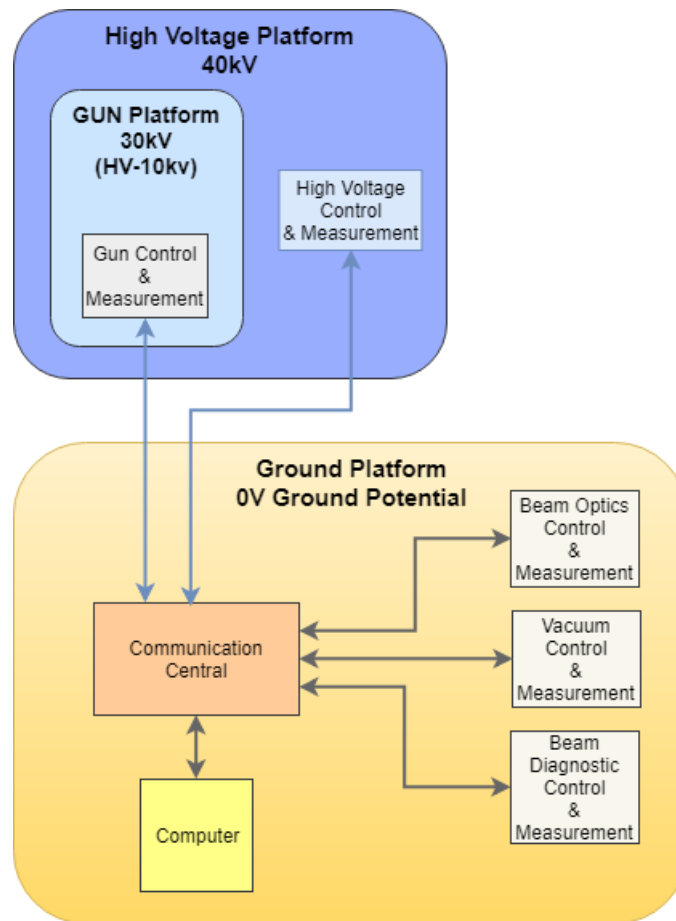 High Voltage Platform
40kV
GUN Platform
30kV
(HV-10kv)
High Voltage
Control
& Measurement
Gun Control
&
Measurement
Ground Platform
0V Ground Potential
Beam Optics
Control
&
Measurement
Communication
Central
Vacuum
Control
&
Measurement
Beam
Diagnostic
Control
&
Measurement
Computer